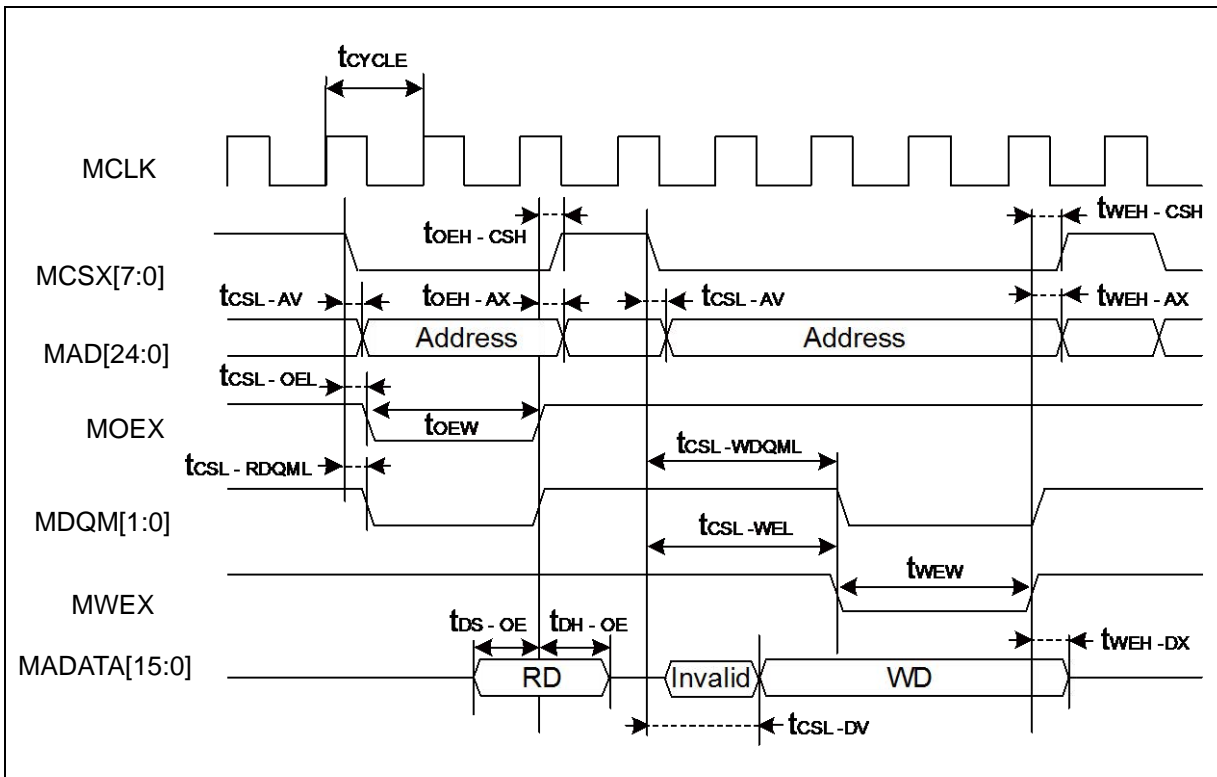 tCYCLE
MCLK
tOEH - CSH
tWEH - CSH
MCSX[7:0]
tCSL - AV
tOEH - AX
tCSL - AV
tWEH - AX
MAD[24:0]
Address
Address
tCSL - OEL
MOEX
tOEW
tCSL - RDQML
tCSL -WDQML
MDQM[1:0]
tCSL -WEL
tWEW
MWEX
tDS - OE
tDH - OE
tWEH -DX
MADATA[15:0]
RD
Invalid
WD
tCSL-DV